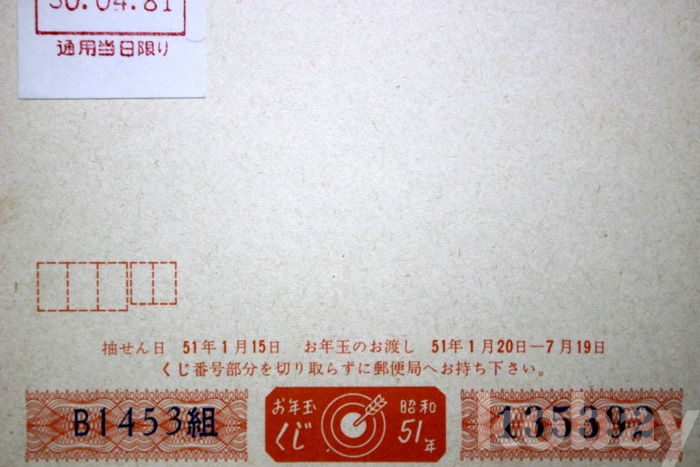 30.04.81
通用当日限り
抽せん日 51年1月15日 お年玉のお渡し 51年1月20日—7月19日
くじ番号部分を切り取らずに郵便局へお持ち下さい。
B1453組
お年玉くじ
昭和51年
135392